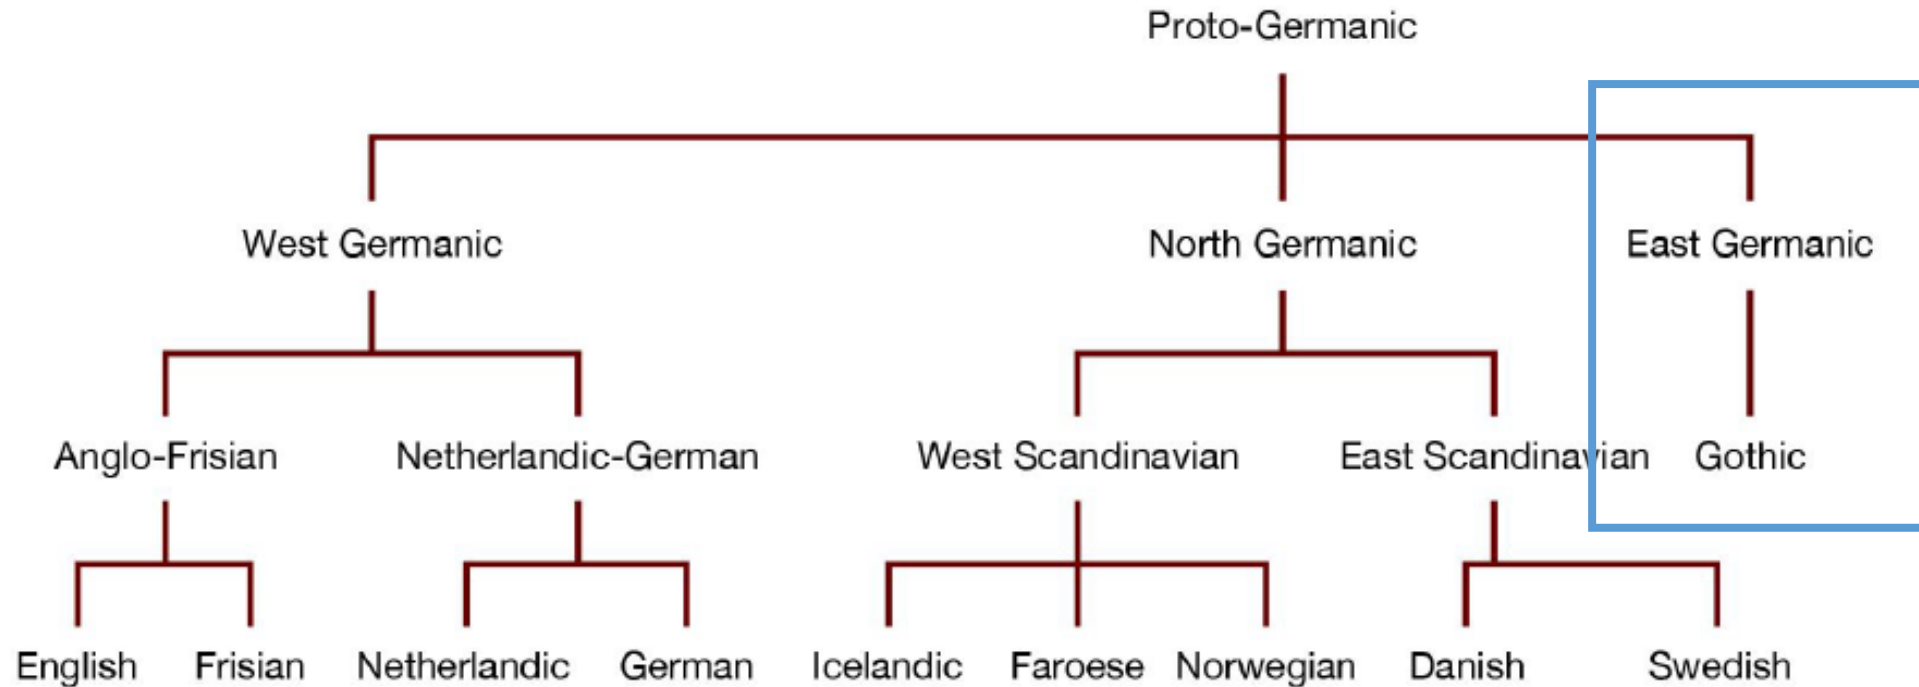 Proto-Germanic
West Germanic North Germanic East Germanic
Anglo-Frisian Netherlandic-German West Scandinavian East Scandinavian Gothic
English Frisian Netherlandic German Icelandic Faroese Norwegian Danish Swedish